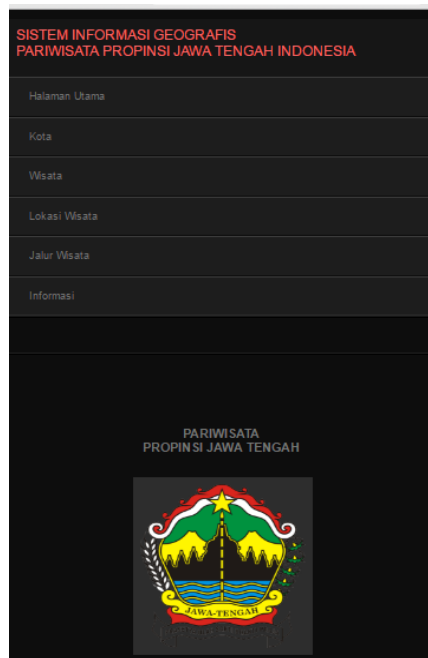 SISTEM INFORMASI GEOGRAFIS
PARIWISATA PROPINSI JAWA TENGAH INDONESIA
Halaman Utama
Kota
Wisata
Lokasi Wisata
Jalur Wisata
Informasi
PARIWISATA
PROPINSI JAWA TENGAH
JAWA-TENGAH